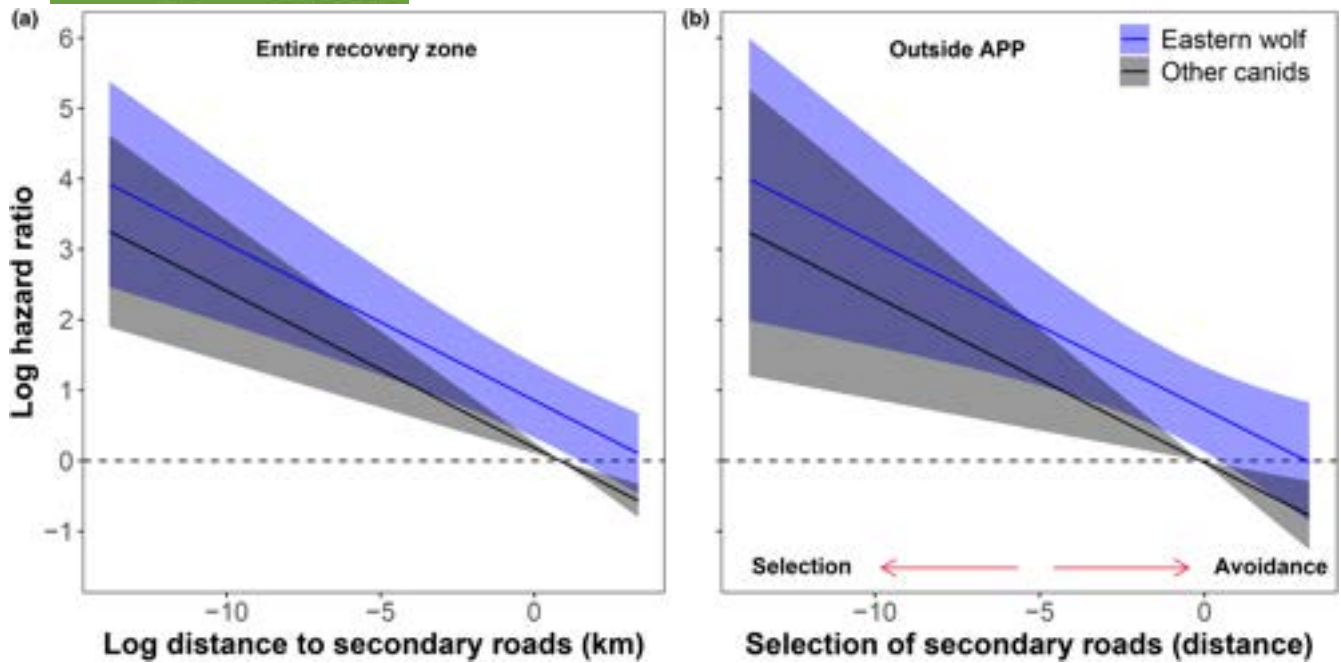 (a)
Entire recovery zone
6
5
4
3
2
1
0
−1
Log hazard ratio
−10 −5 0
Log distance to secondary roads (km)
(b)
Outside APP
Eastern wolf
Other canids
Selection Avoidance
−10 −5 0
Selection of secondary roads (distance)